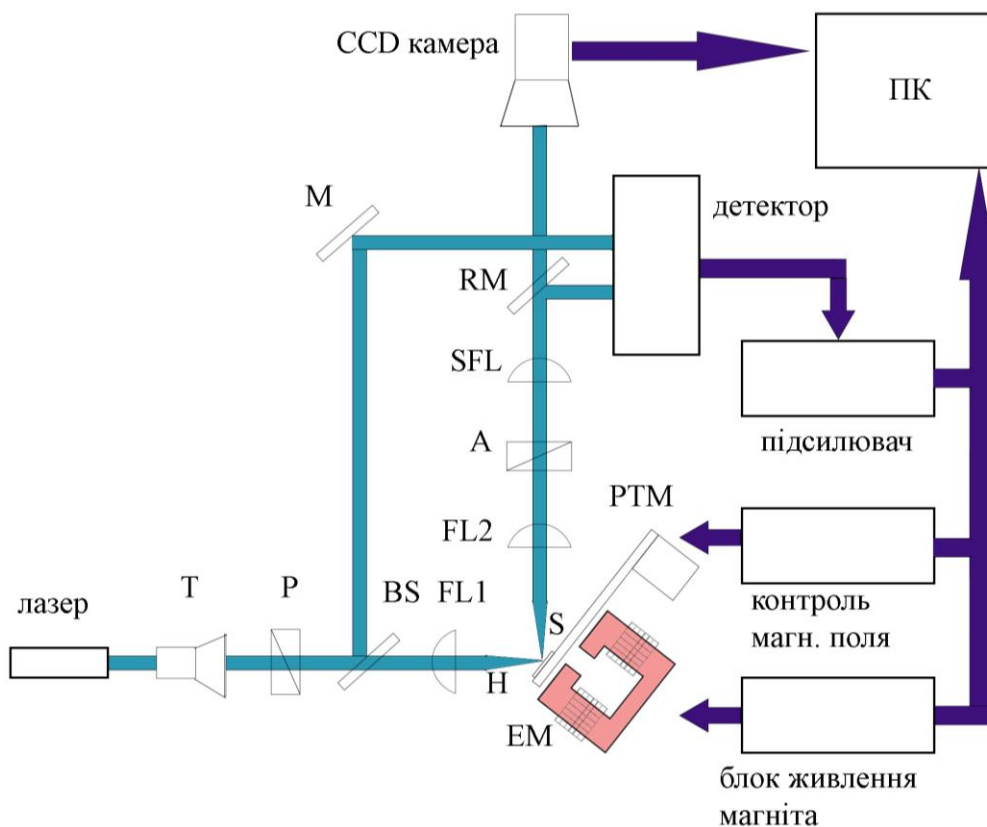 CCD камера
ПК
M
детектор
RM
SFL
A
підсилювач
PTM
FL2
лазер
T
P
BS
FL1
S
H
контроль
магн. поля
EM
блок живлення
магніта